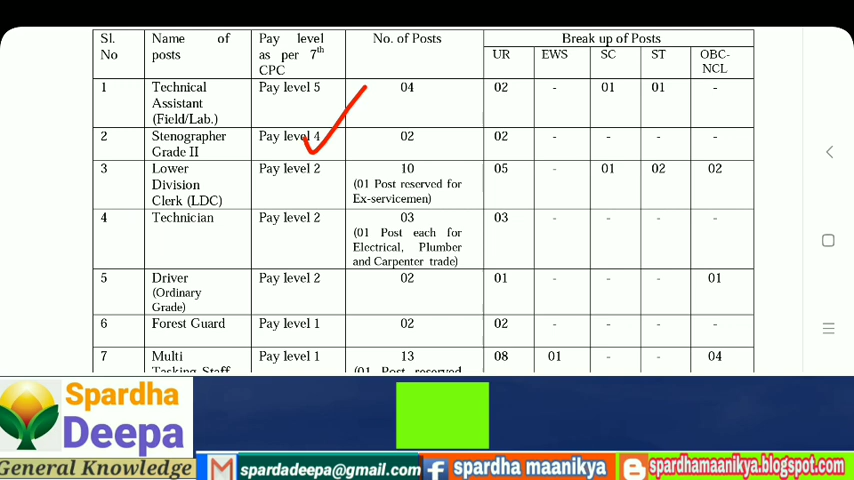 Sl. No Name of posts Pay level as per 7th CPC No. of Posts Break up of Posts
UR EWS SC ST OBC-NCL
1 Technical Assistant (Field/Lab.) Pay level 5 04 02 - 01 01 -
2 Stenographer Grade II Pay level 4 02 02 - - - -
3 Lower Division Clerk (LDC) Pay level 2 10 (01 Post reserved for Ex-servicemen) 05 - 01 02 02
4 Technician Pay level 2 03 (01 Post each for Electrical, Plumber and Carpenter trade) 03 - - - -
5 Driver (Ordinary Grade) Pay level 2 02 01 - - - 01
6 Forest Guard Pay level 1 02 02 - - - -
7 Multi Tasking Staff Pay level 1 13 (01 Post reserved 08 01 - - 04
Spardha
Deepa
General Knowledge
spardadeepa@gmail.com
spardha maanikya
spardhamaanikya.blogspot.com